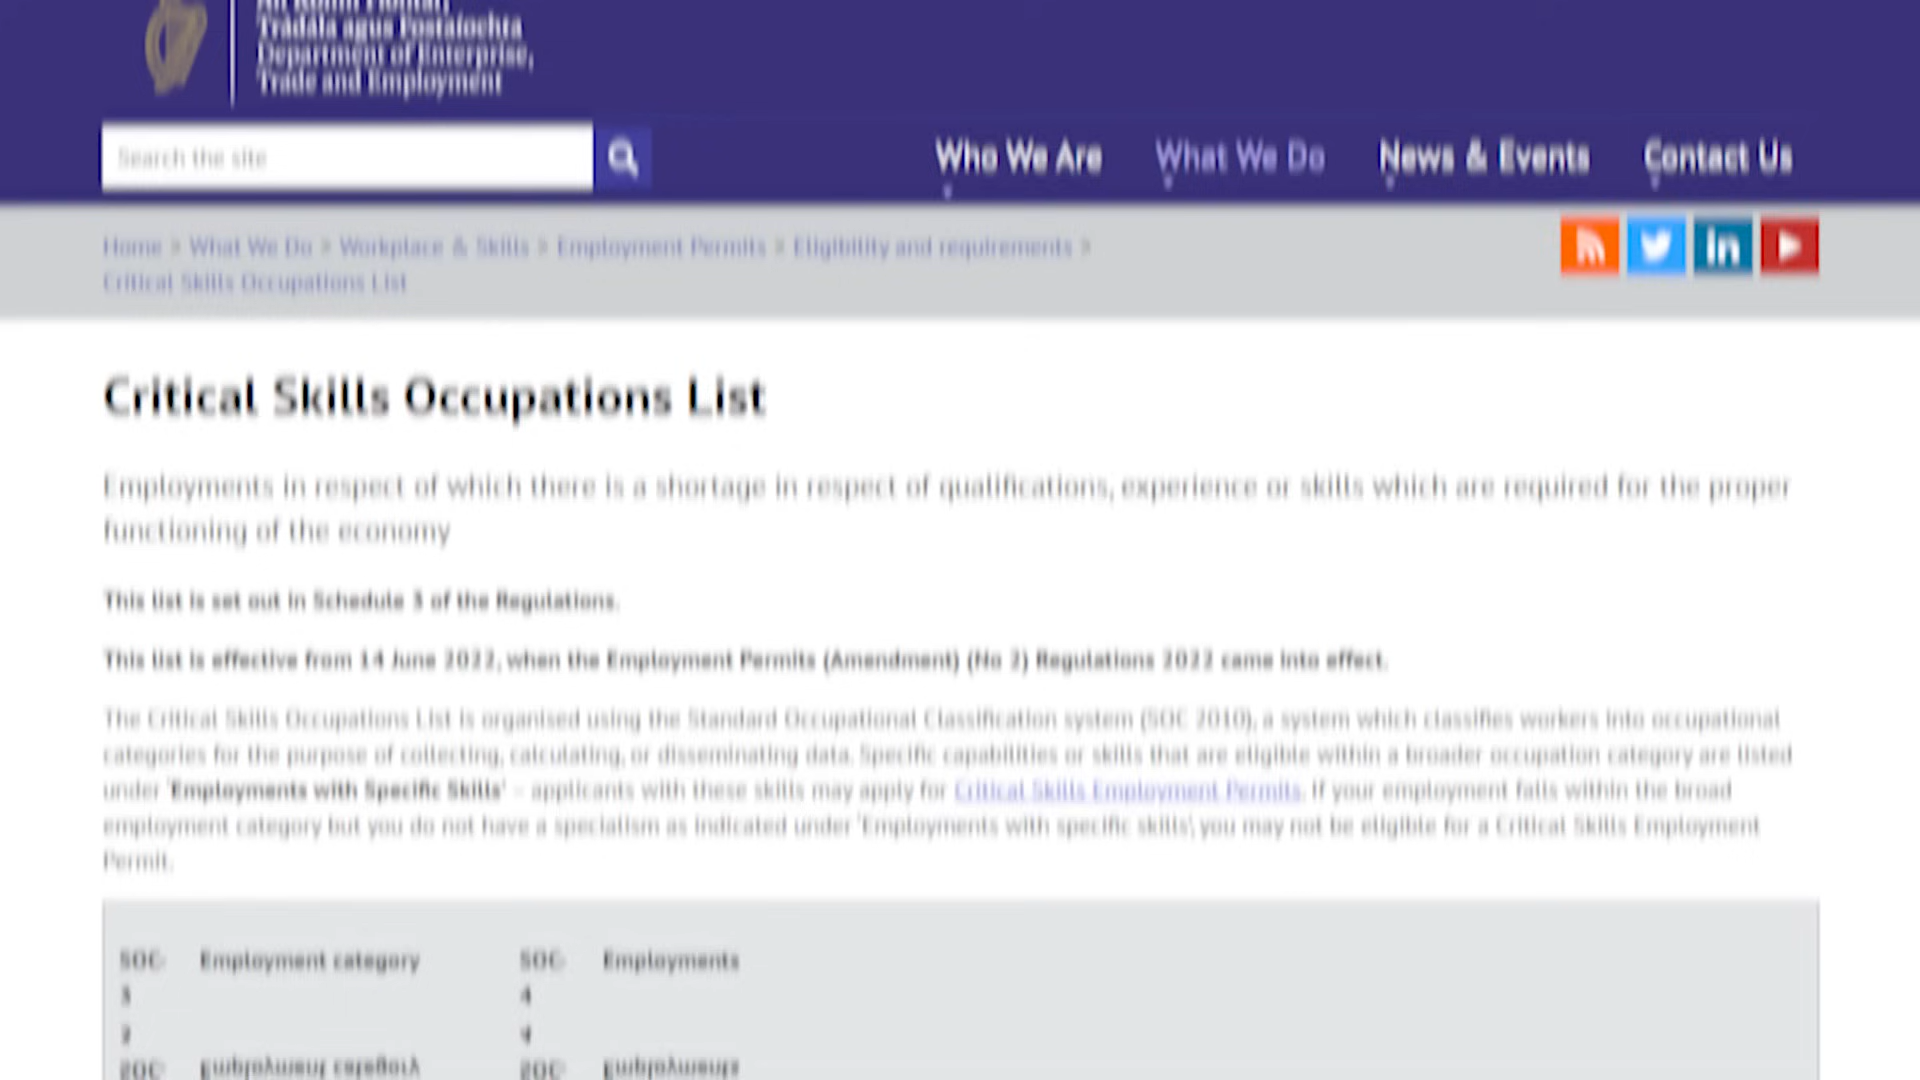 Trádála agus Fostaíochta
Department of Enterprise,
Trade and Employment
Search the site
Who We Are
What We Do
News & Events
Contact Us
Home > What We Do > Workplace & Skills > Employment Permits > Eligibility and requirements >
Critical Skills Occupations List
in
Critical Skills Occupations List
Employments in respect of which there is a shortage in respect of qualifications, experience or skills which are required for the proper
functioning of the economy
This list is set out in Schedule 3 of the Regulations.
This list is effective from 14 June 2022, when the Employment Permits (Amendment) (No 2) Regulations 2022 came into effect.
The Critical Skills Occupations List is organised using the Standard Occupational Classification system (SOC 2010), a system which classifies workers into occupational
categories for the purpose of collecting, calculating, or disseminating data. Specific capabilities or skills that are eligible within a broader occupation category are listed
under 'Employments with Specific Skills' – applicants with these skills may apply for Critical Skills Employment Permits. If your employment falls within the broad
employment category but you do not have a specialism as indicated under 'Employments with specific skills', you may not be eligible for a Critical Skills Employment
Permit.
SOC- Employment category SOC- Employments
3 4